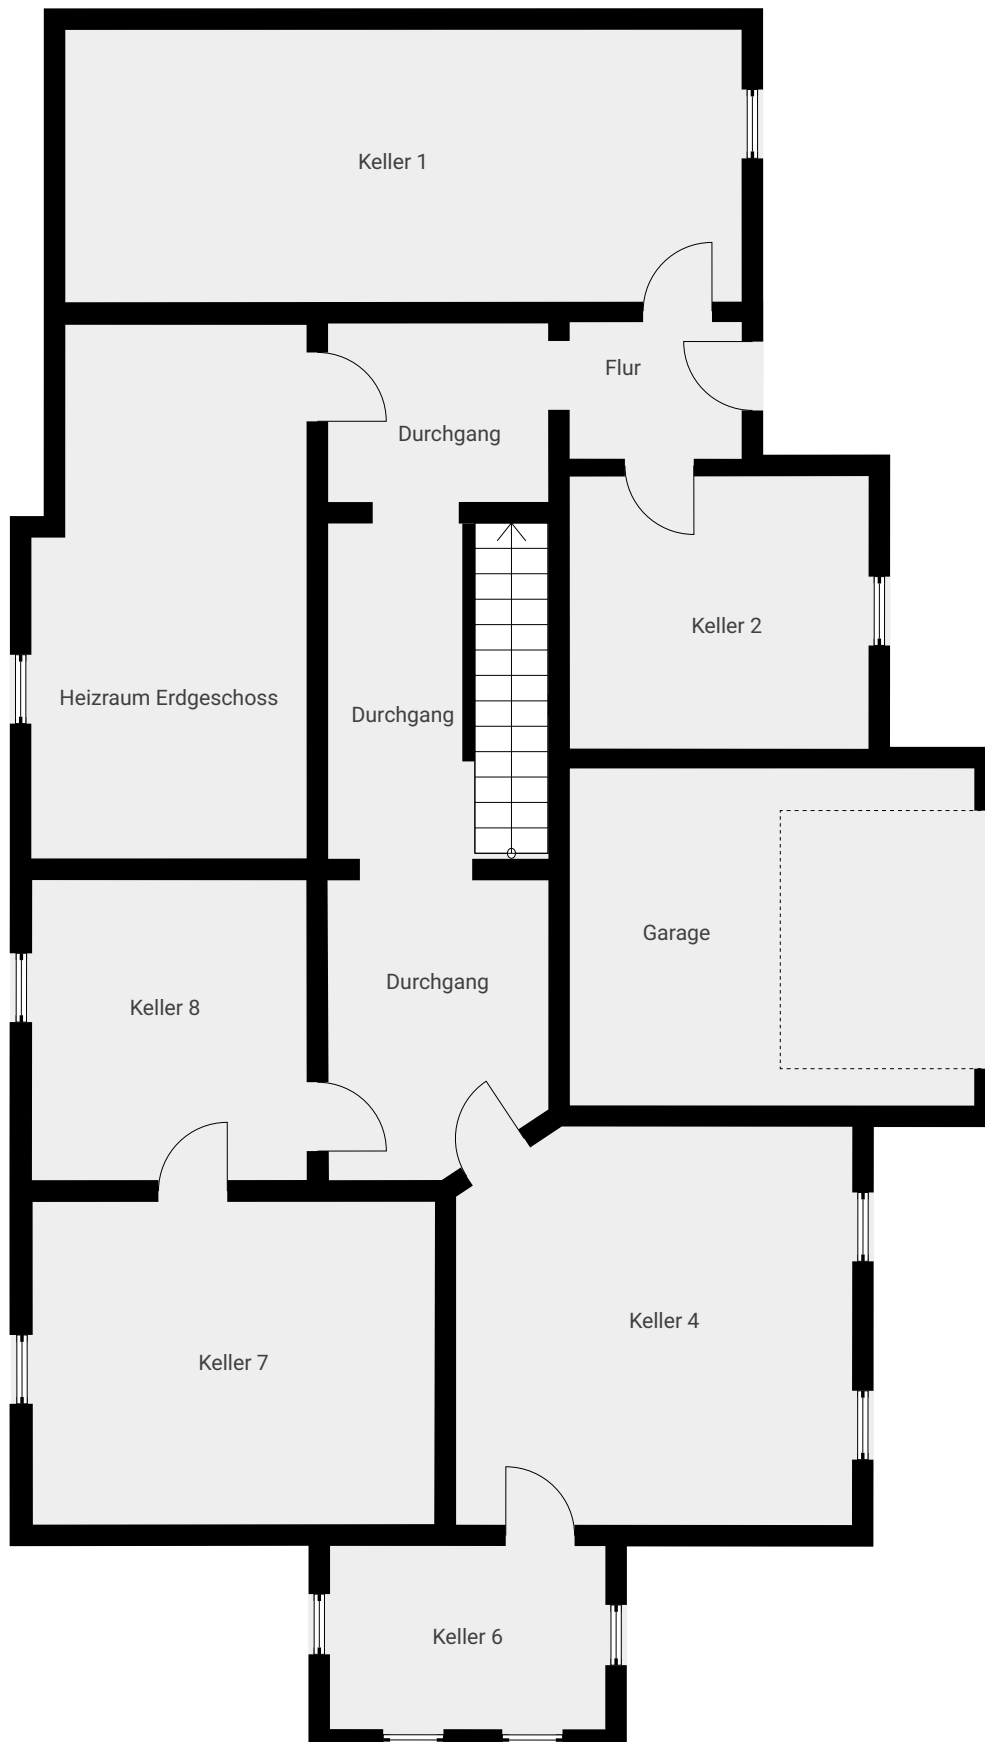 Keller 1
Flur
Durchgang
Keller 2
Heizraum Erdgeschoss
Durchgang
Garage
Durchgang
Keller 8
Keller 4
Keller 7
Keller 6